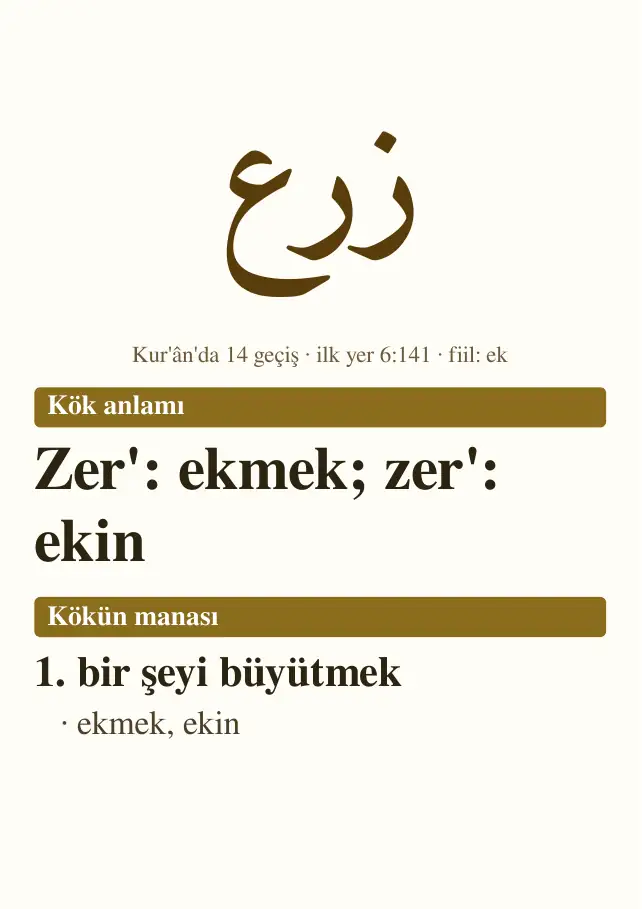 زرع
Kur'ân'da 14 geçiş · ilk yer 6:141 · fiil: ek
Kök anlamı
Zer': ekmek; zer':
ekin
Kökün manası
1. bir şeyi büyütmek
· ekmek, ekin